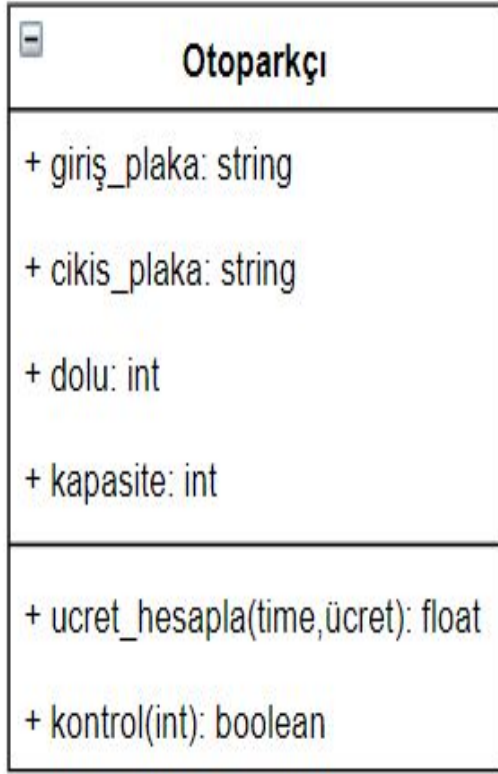 Otoparkçı
+ giriş_plaka: string
+ cikis_plaka: string
+ dolu: int
+ kapasite: int
+ ucret_hesapla(time,ücret): float
+ kontrol(int): boolean